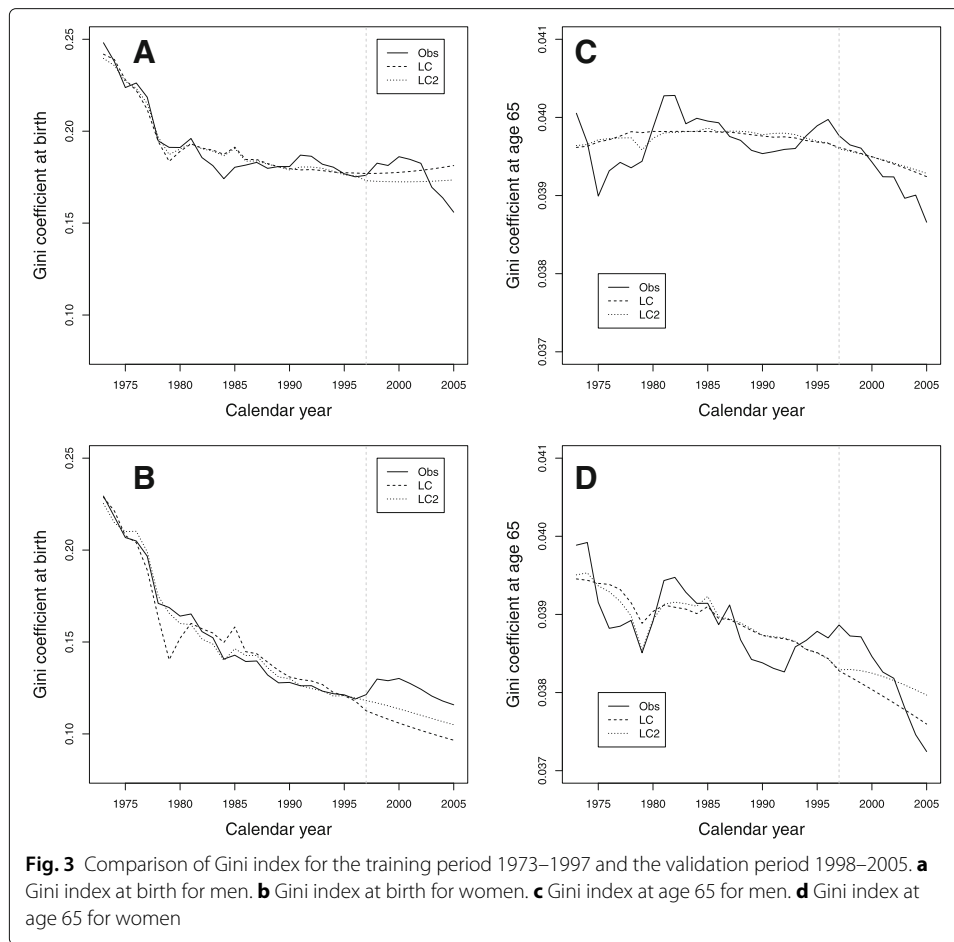 A
Gini coefficient at birth
0.25
0.20
0.15
0.10
Obs
LC
LC2
1975 1980 1985 1990 1995 2000 2005
Calendar year
C
Gini coefficient at age 65
0.041
0.040
0.039
0.038
0.037
Obs
LC
LC2
1975 1980 1985 1990 1995 2000 2005
Calendar year
B
Gini coefficient at birth
0.25
0.20
0.15
0.10
Obs
LC
LC2
1975 1980 1985 1990 1995 2000 2005
Calendar year
D
Gini coefficient at age 65
0.041
0.040
0.039
0.038
0.037
Obs
LC
LC2
1975 1980 1985 1990 1995 2000 2005
Calendar year
Fig. 3 Comparison of Gini index for the training period 1973–1997 and the validation period 1998–2005. a
Gini index at birth for men. b Gini index at birth for women. c Gini index at age 65 for men. d Gini index at
age 65 for women